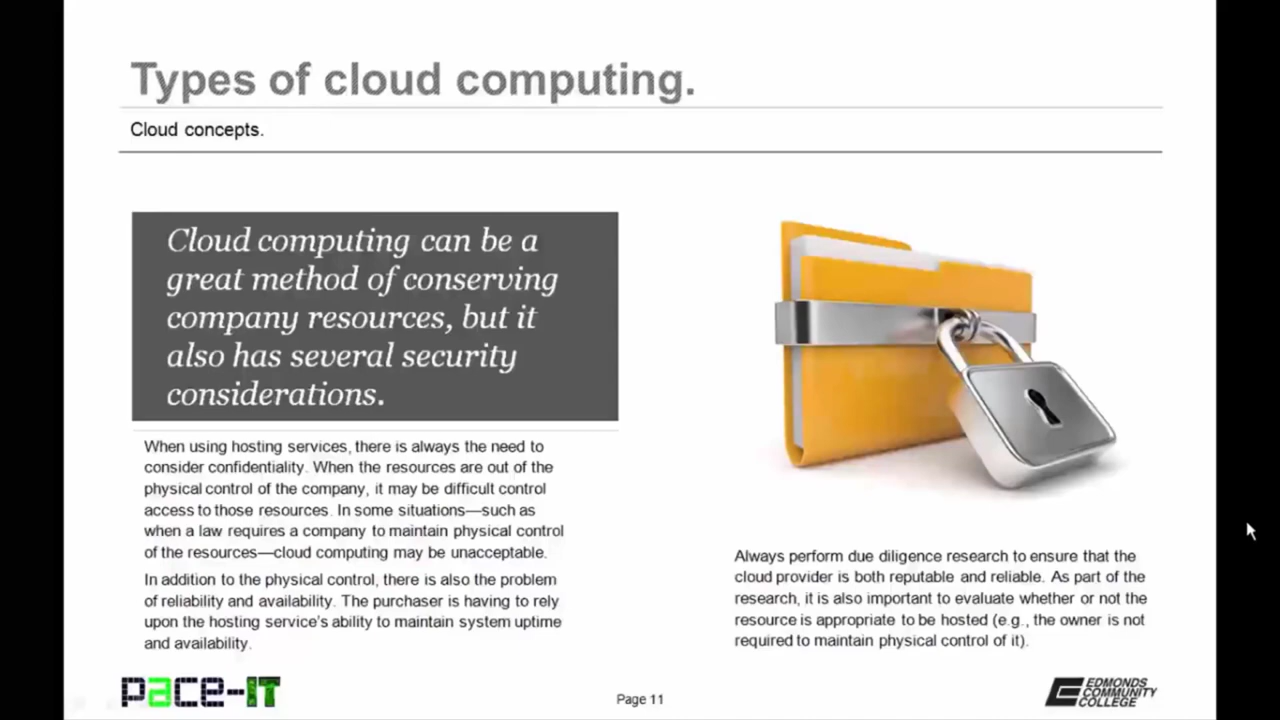 Types of cloud computing.
Cloud concepts.
Cloud computing can be a
great method of conserving
company resources, but it
also has several security
considerations.
When using hosting services, there is always the need to
consider confidentiality. When the resources are out of the
physical control of the company, it may be difficult control
access to those resources. In some situations—such as
when a law requires a company to maintain physical control
of the resources—cloud computing may be unacceptable.
In addition to the physical control, there is also the problem
of reliability and availability. The purchaser is having to rely
upon the hosting service's ability to maintain system uptime
and availability.
Always perform due diligence research to ensure that the
cloud provider is both reputable and reliable. As part of the
research, it is also important to evaluate whether or not the
resource is appropriate to be hosted (e.g., the owner is not
required to maintain physical control of it).
pace-IT
Page 11
EDMONDS
COMMUNITY
COLLEGE